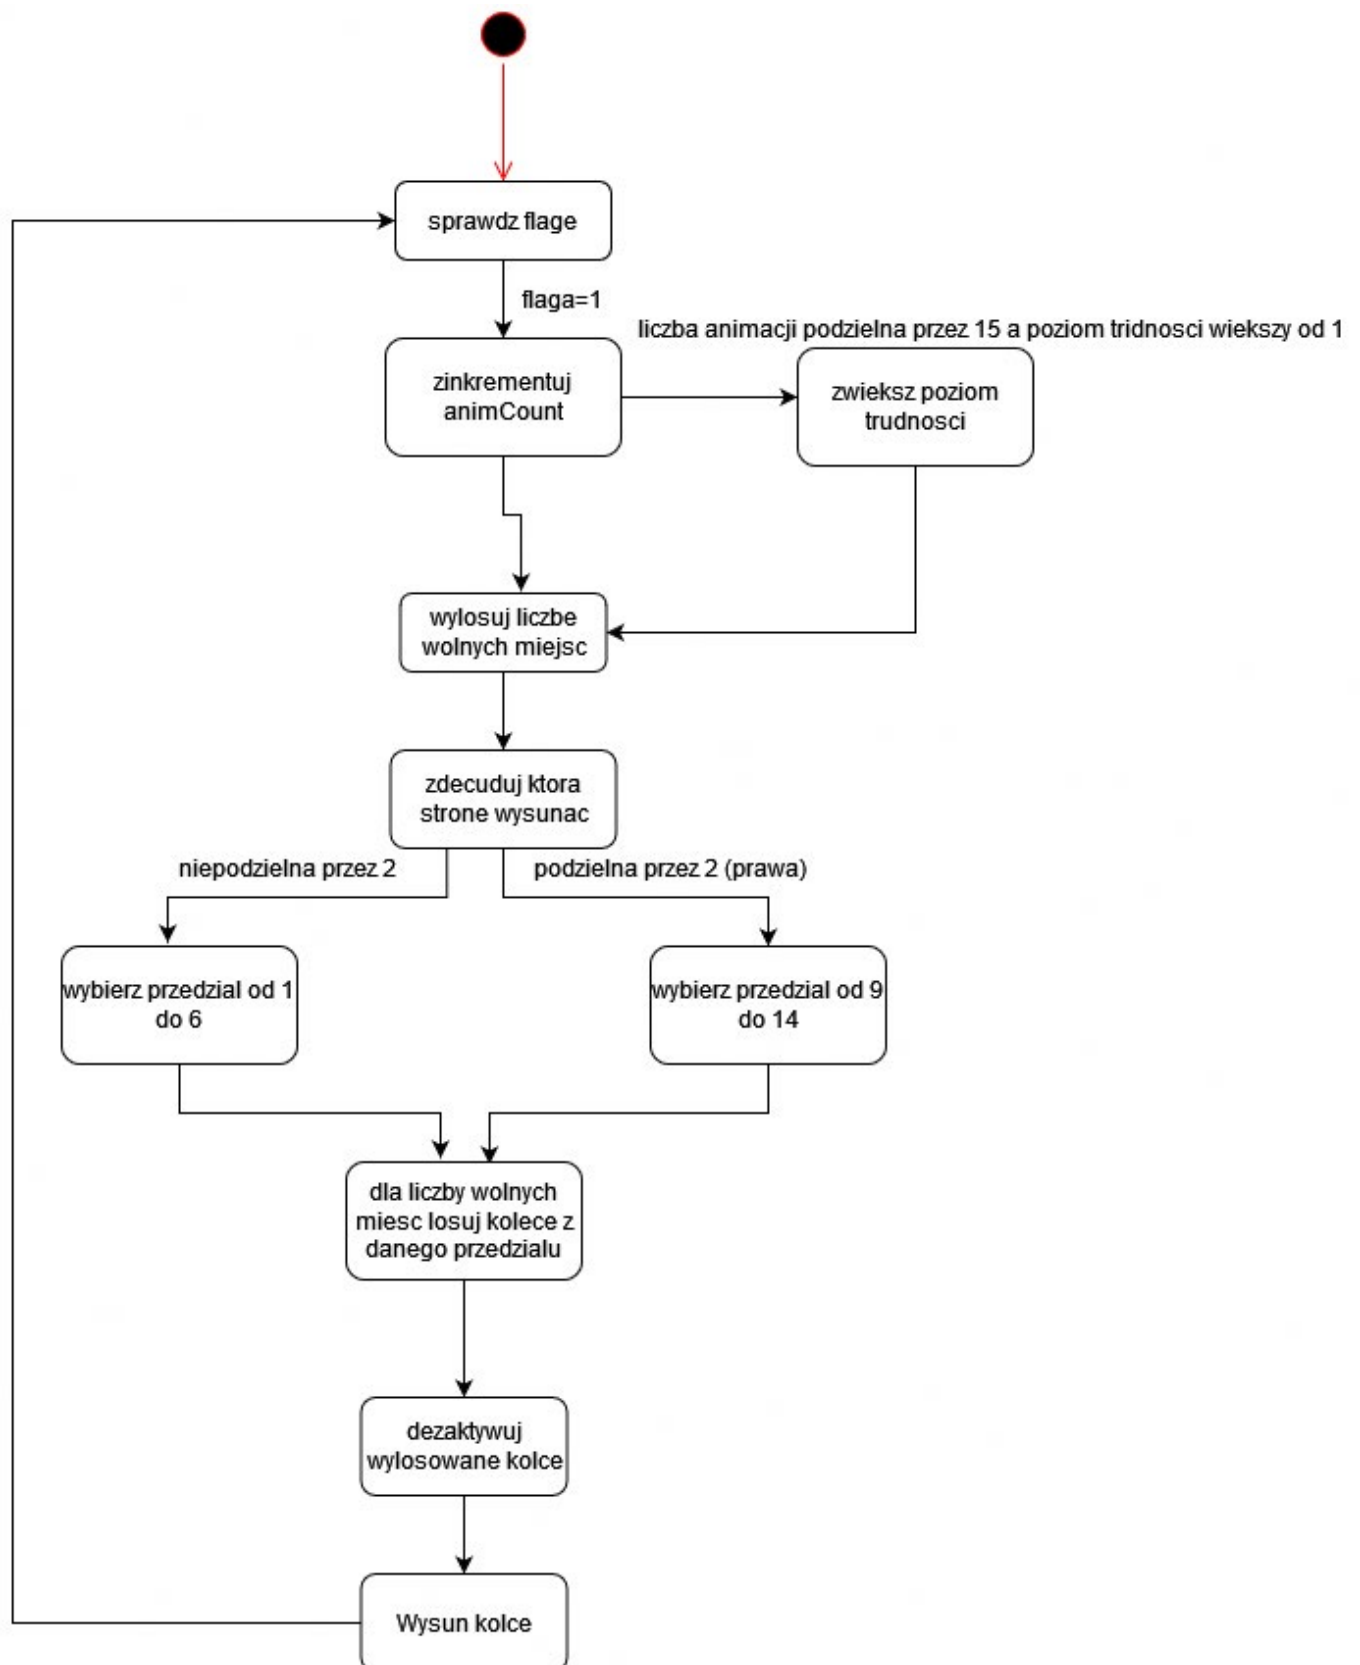 sprawdz flage
flaga=1
liczba animacji podzielna przez 15 a poziom tridnosci wiekszy od 1
zinkrementuj
animCount
zwieksz poziom
trudnosci
wylosuj liczbe
wolnych miejsc
zdecuduj ktora
strone wysunac
niepodzielna przez 2
podzielna przez 2 (prawa)
wybierz przedzial od 1
do 6
wybierz przedzial od 9
do 14
dla liczby wolnych
miesc losuj kolece z
danego przedzialu
dezaktywuj
wylosowane kolce
Wysun kolce